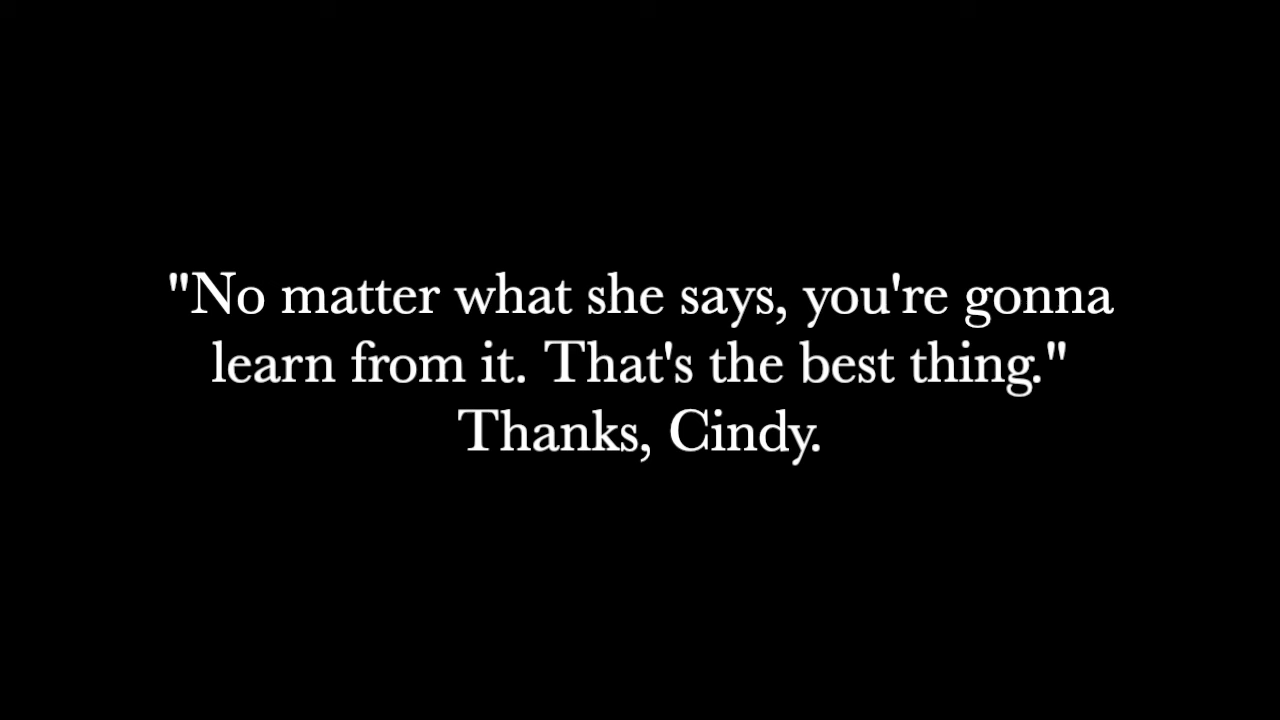 "No matter what she says, you're gonna
learn from it. That's the best thing."
Thanks, Cindy.